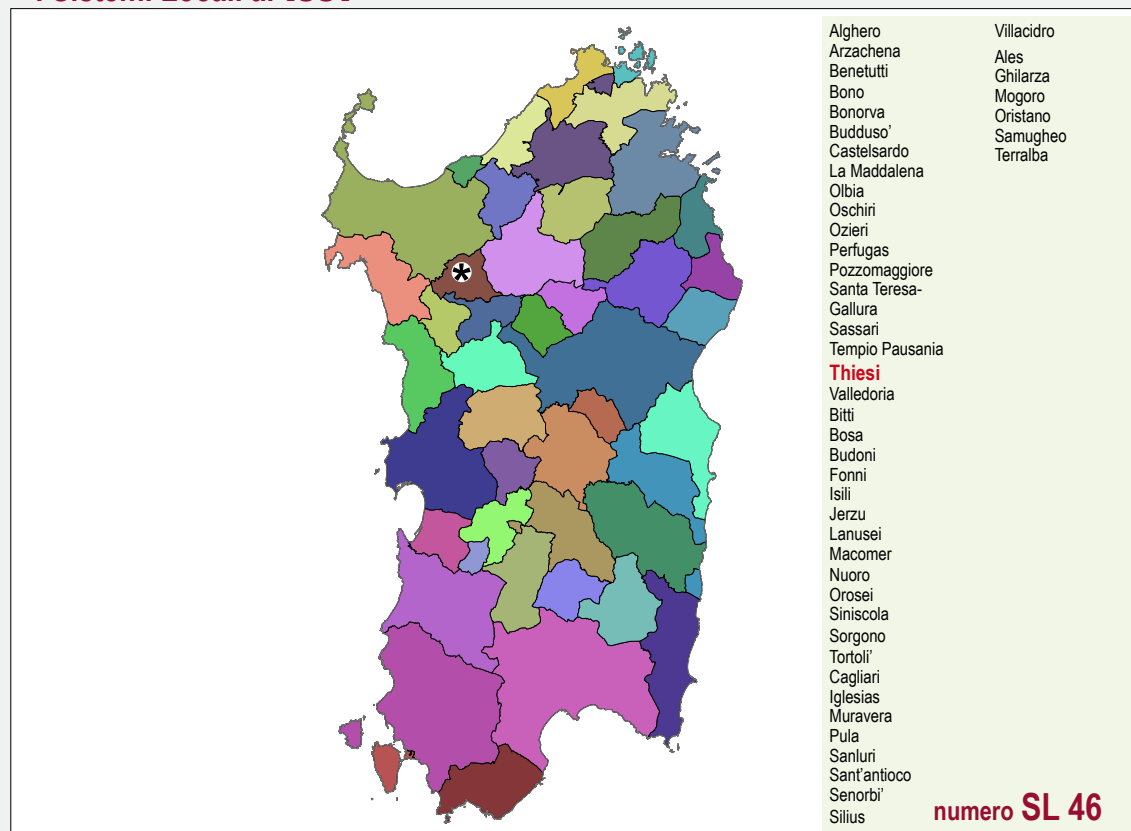 Alghero
Arzachena
Benetutti
Bono
Bonorva
Budduso'
Castelsardo
La Maddalena
Olbia
Oschiri
Ozieri
Perfugas
Pozzomaggiore
Santa Teresa-
Gallura
Sassari
Tempio Pausania
Thiesi
Valledoria
Bitti
Bosa
Budoni
Fonni
Isili
Jerzu
Lanusei
Macomer
Nuoro
Orosei
Siniscola
Sorgono
Tortoli'
Cagliari
Iglesias
Muravera
Pula
Sanluri
Sant'antioco
Senorbi'
Silius
Villacidro
Ales
Ghilarza
Mogoro
Oristano
Samugheo
Terralba
*
numero SL 46